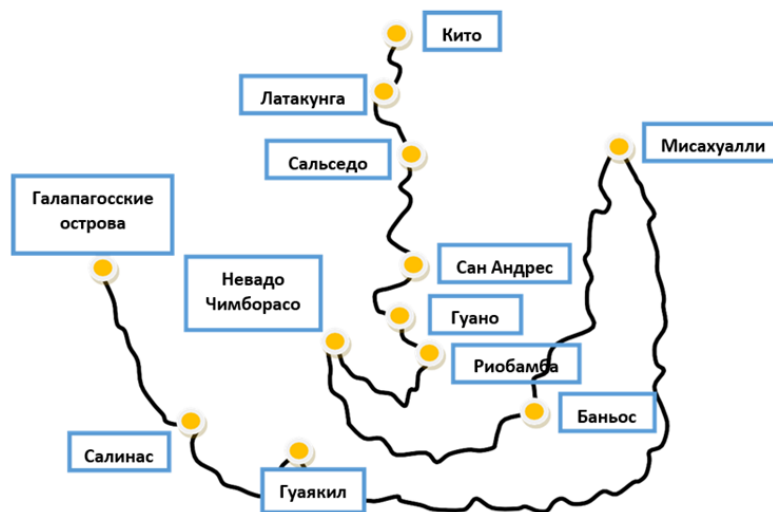 Кито
Латакунга
Мисахуалли
Сальседо
Галапагосские
острова
Сан Андрес
Невадо
Чимборасо
Гуано
Риобамба
Баньос
Салинас
Гуаякил